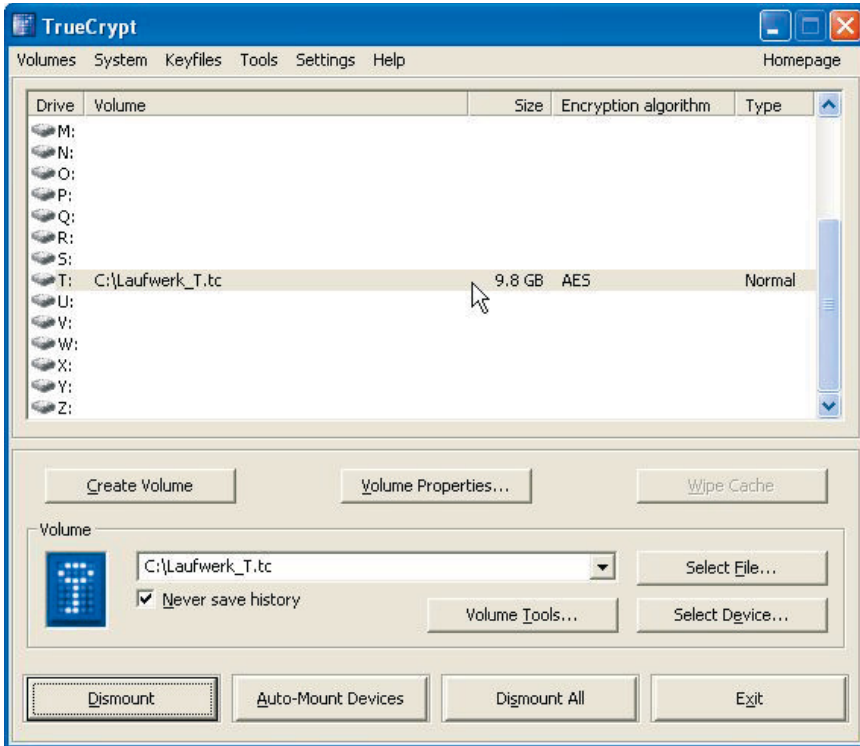 TrueCrypt
Volumes System Keyfiles Tools Settings Help Homepage
Drive Volume Size Encryption algorithm Type
M:
N:
O:
P:
Q:
R:
S:
T: C:\Laufwerk_T.tc 9.8 GB AES Normal
U:
V:
W:
X:
Y:
Z:
Create Volume Volume Properties... Wipe Cache
Volume
C:\Laufwerk_T.tc Select File...
Never save history
Volume Tools... Select Device...
Dismount Auto-Mount Devices Dismount All Exit